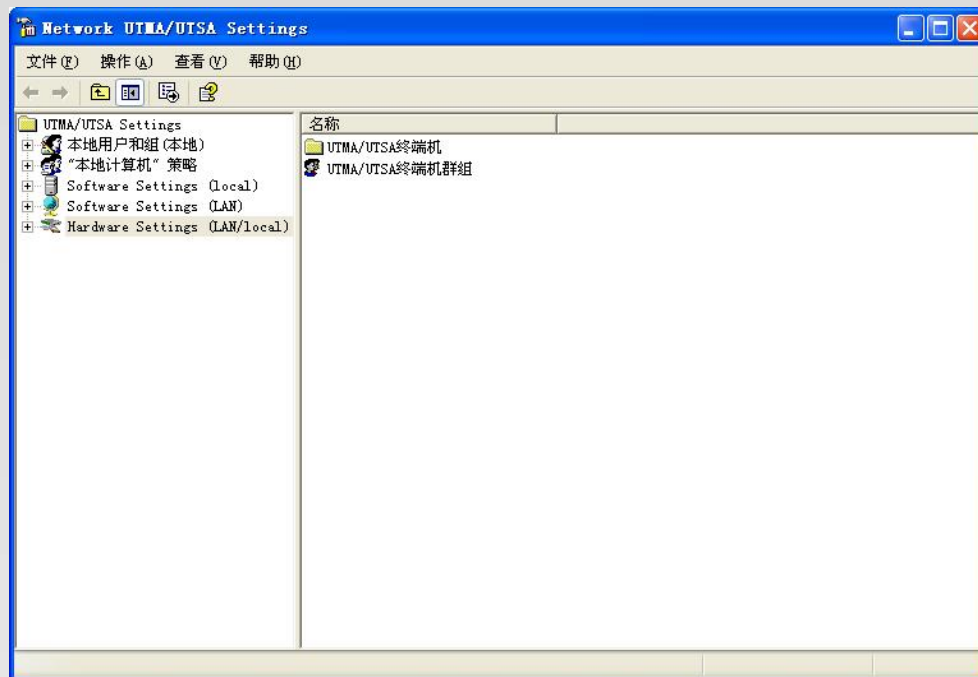 Network UTMA/UTSA Settings
文件(F) 操作(A) 查看(V) 帮助(H)
UTMA/UTSA Settings
本地用户和组(本地)
“本地计算机” 策略
Software Settings (local)
Software Settings (LAN)
Hardware Settings (LAN/local)
名称
UTMA/UTSA终端机
UTMA/UTSA终端机群组